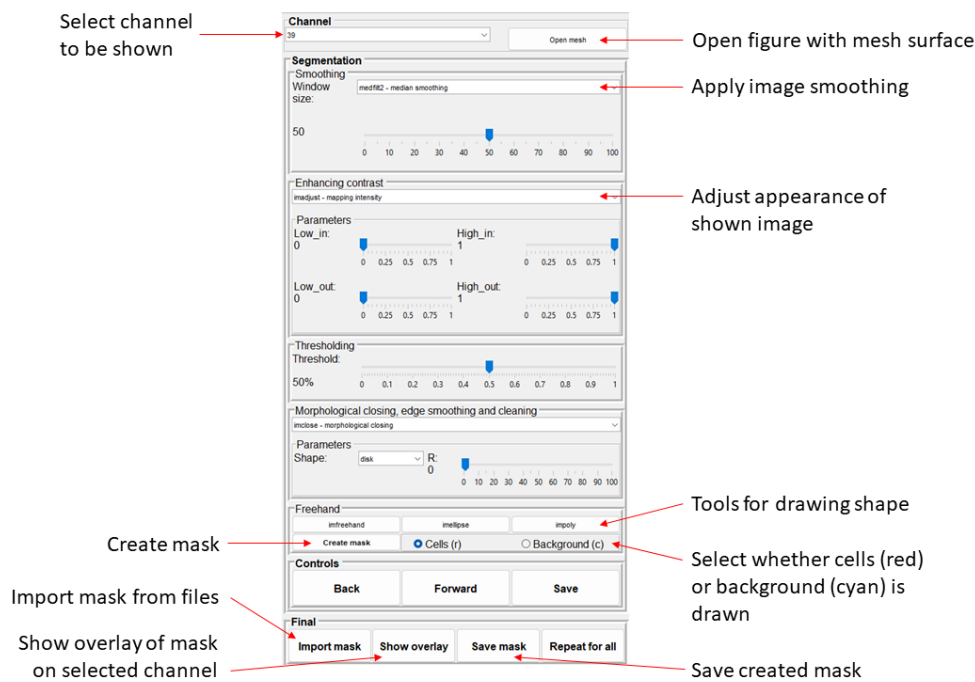 Select channel
to be shown
Channel
39
Open mesh
Open figure with mesh surface
Segmentation
Smoothing
Window
size:
medfilt2 - median smoothing
Apply image smoothing
50
0 10 20 30 40 50 60 70 80 90 100
Enhancing contrast
imadjust - mapping intensity
Adjust appearance of
shown image
Parameters
Low_in:
0
0 0.25 0.5 0.75 1
High_in:
1
0 0.25 0.5 0.75 1
Low_out:
0
0 0.25 0.5 0.75 1
High_out:
1
0 0.25 0.5 0.75 1
Thresholding
Threshold:
50%
0 0.1 0.2 0.3 0.4 0.5 0.6 0.7 0.8 0.9 1
Morphological closing, edge smoothing and cleaning
imclose - morphological closing
Parameters
Shape:
disk
R:
0
0 10 20 30 40 50 60 70 80 90 100
Freehand
imfreehand
imellipse
impoly
Tools for drawing shape
Create mask
Create mask
Cells (r)
Background (c)
Select whether cells (red)
or background (cyan) is
drawn
Controls
Back
Forward
Save
Import mask from files
Final
Import mask
Show overlay
Save mask
Repeat for all
Show overlay of mask
on selected channel
Save created mask